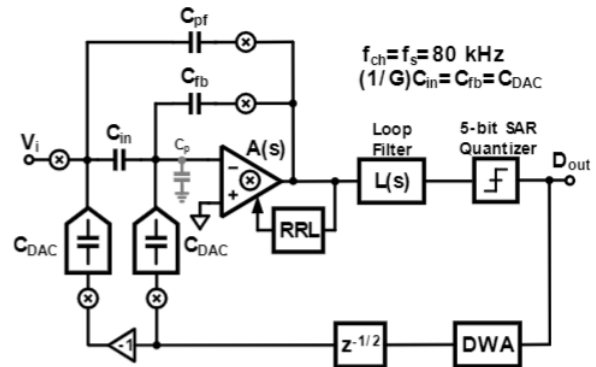 C_pf
f_ch=f_s=80 kHz
(1/G)C_in=C_fb=C_DAC
C_fb
V_i
C_in
C_p
A(s)
−
+
RRL
Loop
Filter
L(s)
5-bit SAR
Quantizer
D_out
C_DAC
C_DAC
-1
z^-1/2
DWA